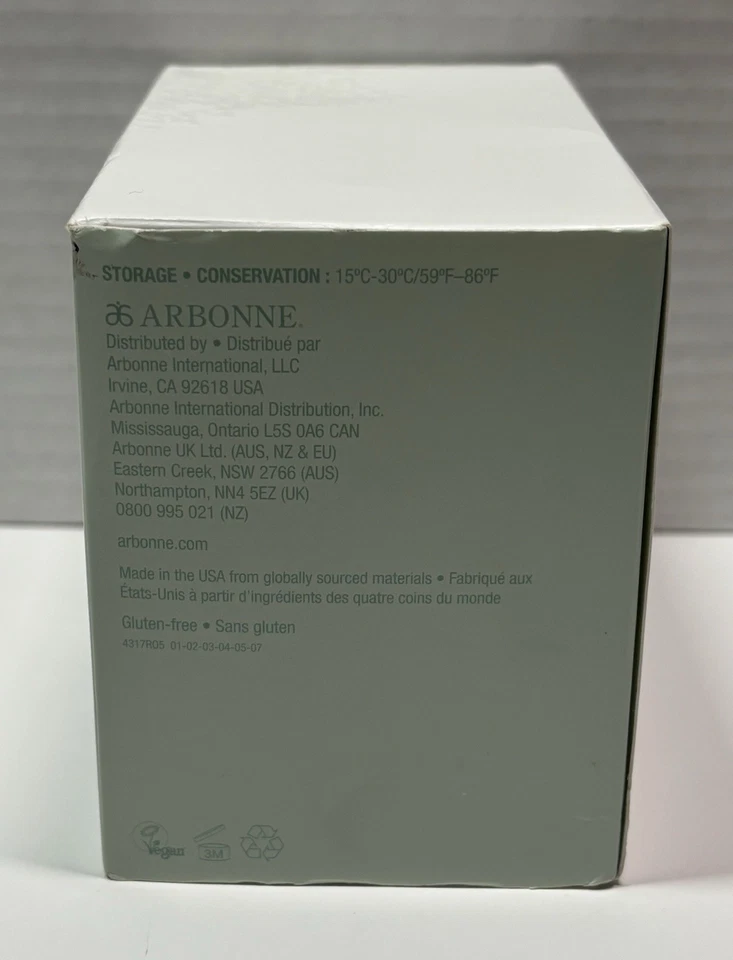 STORAGE • CONSERVATION : 15ºC-30ºC/59ºF–86ºF
ARBONNE®
Distributed by • Distribué par
Arbonne International, LLC
Irvine, CA 92618 USA
Arbonne International Distribution, Inc.
Mississauga, Ontario L5S 0A6 CAN
Arbonne UK Ltd. (AUS, NZ & EU)
Eastern Creek, NSW 2766 (AUS)
Northampton, NN4 5EZ (UK)
0800 995 021 (NZ)
arbonne.com
Made in the USA from globally sourced materials • Fabriqué aux
États-Unis à partir d'ingrédients des quatre coins du monde
Gluten-free • Sans gluten
4317R05 01-02-03-04-05-07
Vegan
3M